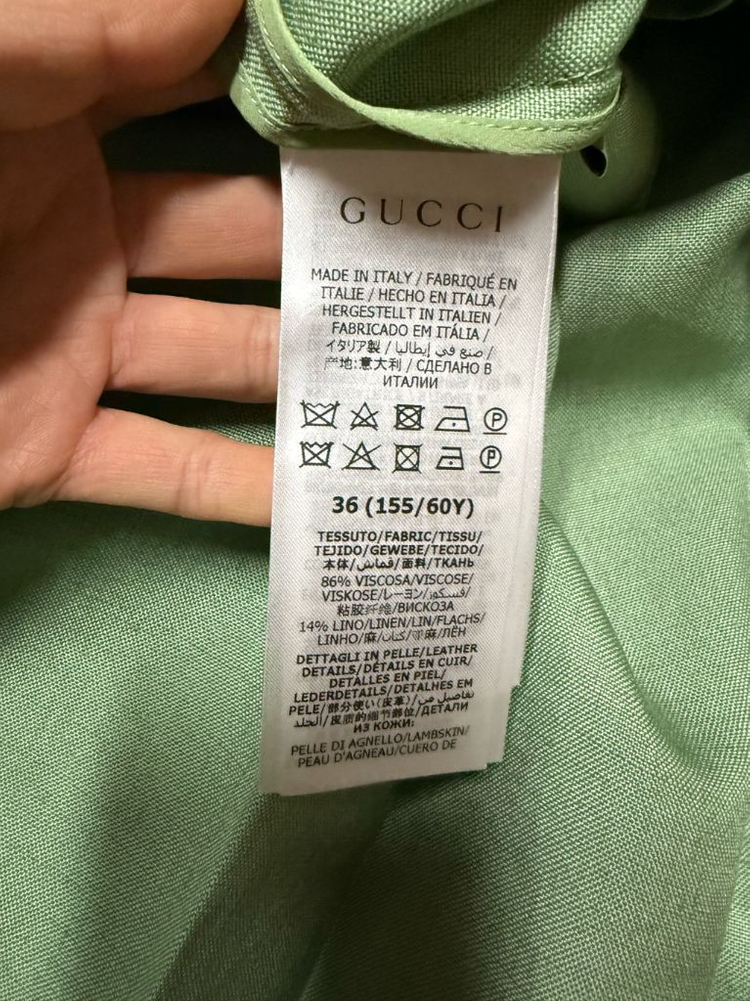 GUCCI
MADE IN ITALY / FABRIQUÉ EN
ITALIE / HECHO EN ITALIA /
HERGESTELLT IN ITALIEN /
FABRICADO EM ITÁLIA /
イタリア製 / صنع في إيطاليا /
产地:意大利 / СДЕЛАНО В
ИТАЛИИ
P
P
36 (155/60Y)
TESSUTO/FABRIC/TISSU/
TEJIDO/GEWEBE/TECIDO/
本体/قماش/面料/ТКАНЬ
86% VISCOSA/VISCOSE/
VISKOSE/レーヨン/فسكوز/
粘胶纤维/ВИСКОЗА
14% LINO/LINEN/LIN/FLACHS/
LINHO/麻/كتان/亚麻/ЛЁН
DETTAGLI IN PELLE/LEATHER
DETAILS/DÉTAILS EN CUIR/
DETALLES EN PIEL/
LEDERDETAILS/DETALHES EM
PELE/部分使い(皮革)/تفاصيل من
الجلد/皮质的细节部位/ДЕТАЛИ
ИЗ КОЖИ:
PELLE DI AGNELLO/LAMBSKIN/
PEAU D'AGNEAU/CUERO DE